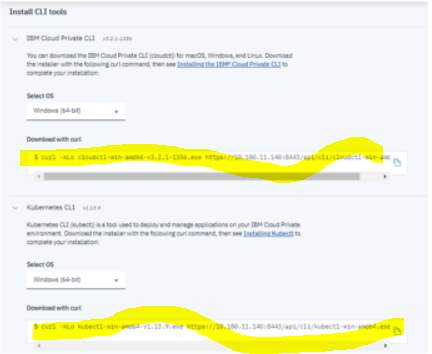 Install CLI tools
IBM Cloud Private CLI v3.2.1-1356
You can download the IBM Cloud Private CLI (cloudctl) for macOS, Windows, and Linux. Download
the installer with the following curl command, then see Installing the IBM® Cloud Private CLI to
complete your installation:
Select OS
Windows (64-bit)
Download with curl
$ curl -kLo cloudctl-win-amd64-v3.2.1-1356.exe https://10.180.11.140:8443/api/cli/cloudctl-win-amd
Kubernetes CLI v1.13.9
Kubernetes CLI (kubectl) is a tool used to deploy and manage applications on your IBM Cloud Private
environment. Download the installer with the following curl command, then see Installing Kubectl to
complete your installation:
Select OS
Windows (64-bit)
Download with curl
$ curl -kLo kubectl-win-amd64-v1.13.9.exe https://10.180.11.140:8443/api/cli/kubectl-win-amd64.exe